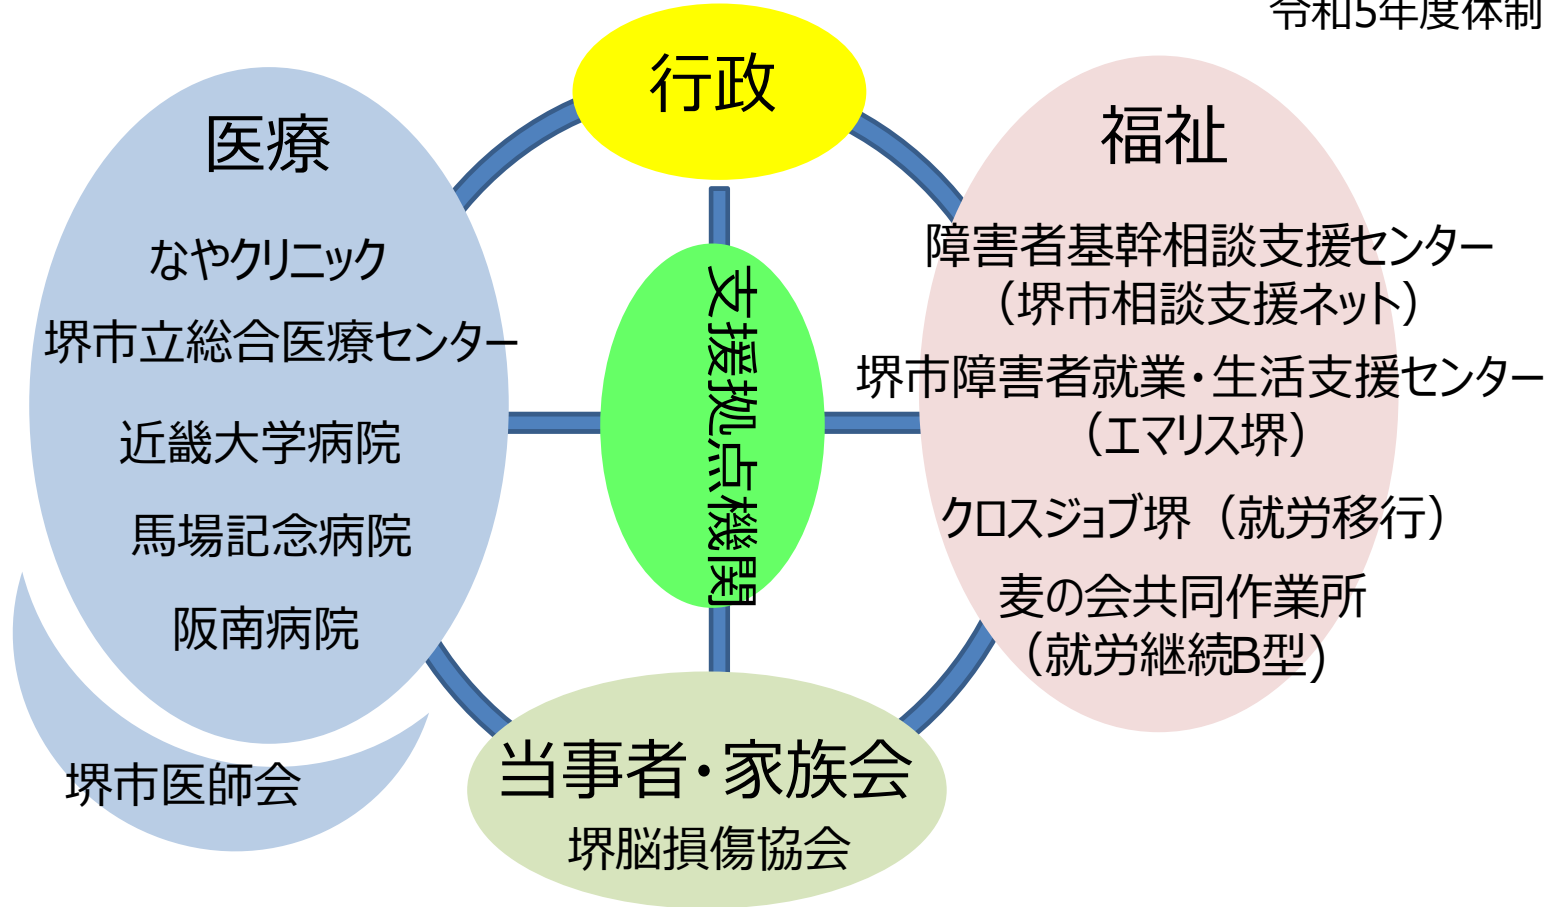 令和5年度体制
行政
医療
なやクリニック
堺市立総合医療センター
近畿大学病院
馬場記念病院
阪南病院
堺市医師会
支援拠点機関
福祉
障害者基幹相談支援センター
（堺市相談支援ネット）
堺市障害者就業・生活支援センター
（エマリス堺）
クロスジョブ堺（就労移行）
麦の会共同作業所
（就労継続B型)
当事者・家族会
堺脳損傷協会